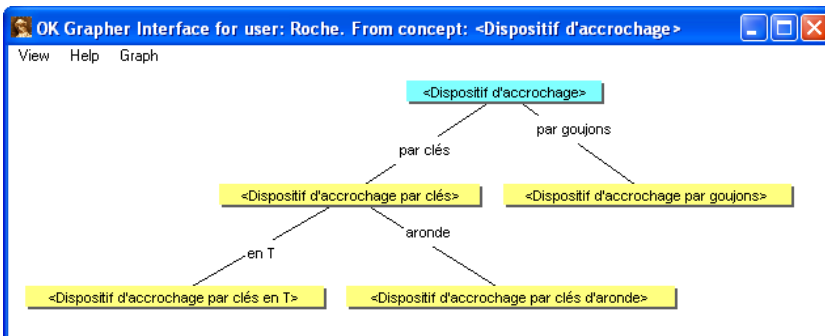 OK Grapher Interface for user: Roche. From concept: <Dispositif d'accrochage>
View Help Graph
<Dispositif d'accrochage>
par goujons
par clés
<Dispositif d'accrochage par clés> <Dispositif d'accrochage par goujons>
aronde
en T
<Dispositif d'accrochage par clés en T> <Dispositif d'accrochage par clés d'aronde>